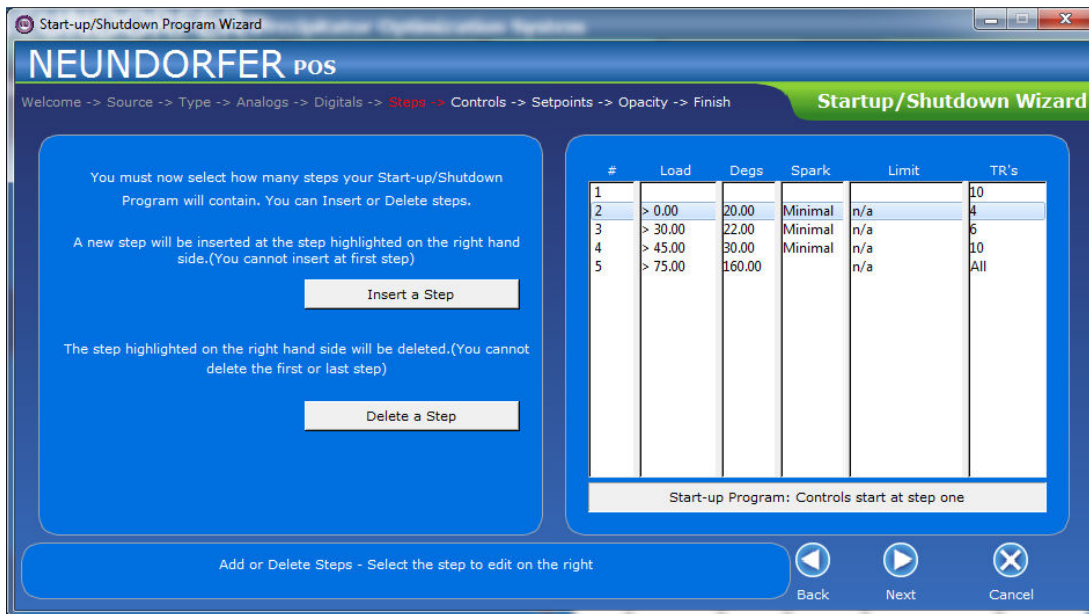 Start-up/Shutdown Program Wizard
NEUNDORFER POS
Welcome -> Source -> Type -> Analogs -> Digitals -> Steps -> Controls -> Setpoints -> Opacity -> Finish
Startup/Shutdown Wizard
You must now select how many steps your Start-up/Shutdown
Program will contain. You can Insert or Delete steps.
A new step will be inserted at the step highlighted on the right hand
side.(You cannot insert at first step)
Insert a Step
The step highlighted on the right hand side will be deleted.(You cannot
delete the first or last step)
Delete a Step
# Load Degs Spark Limit TR's
1 10
2 > 0.00 20.00 Minimal n/a 4
3 > 30.00 22.00 Minimal n/a 6
4 > 45.00 30.00 Minimal n/a 10
5 > 75.00 160.00 n/a All
Start-up Program: Controls start at step one
Add or Delete Steps - Select the step to edit on the right
Back Next Cancel